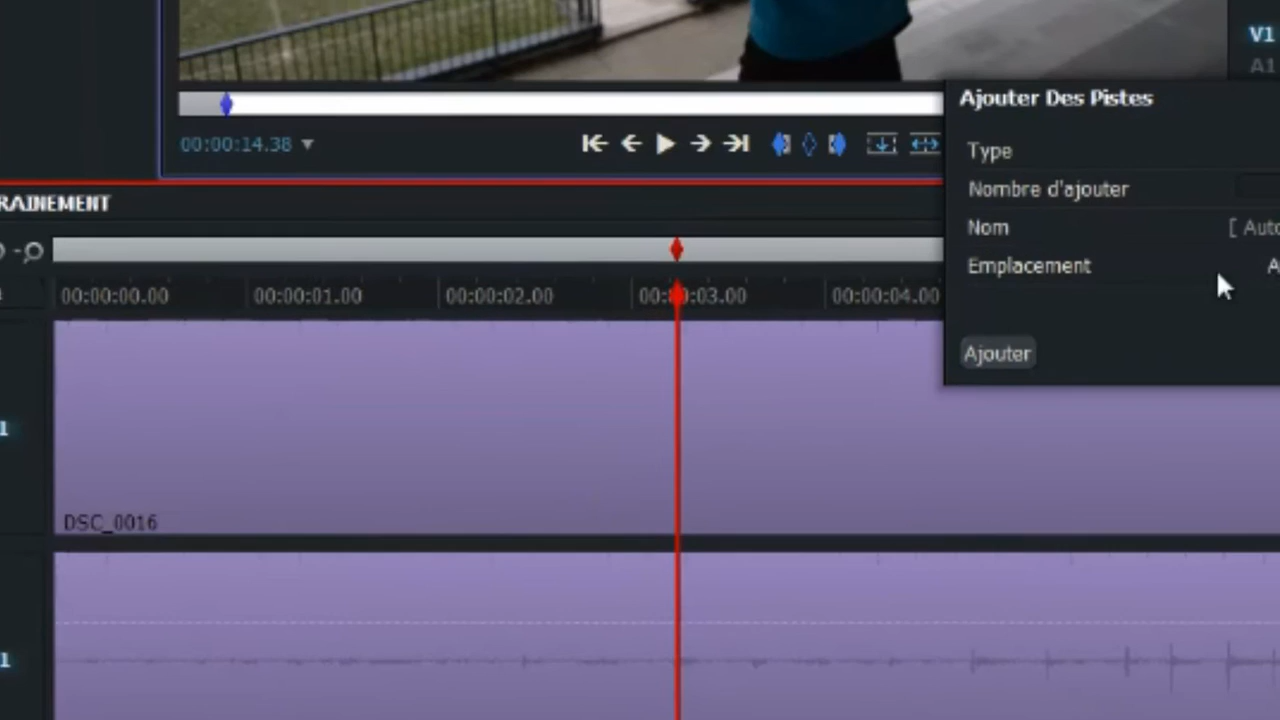 V1
A1
Ajouter Des Pistes
00:00:14.38
Type
Nombre d'ajouter
RAINEMENT
Nom
[ Auto
Emplacement
A
00:00:00.00
00:00:01.00
00:00:02.00
00:00:03.00
00:00:04.00
Ajouter
1
DSC_0016
1